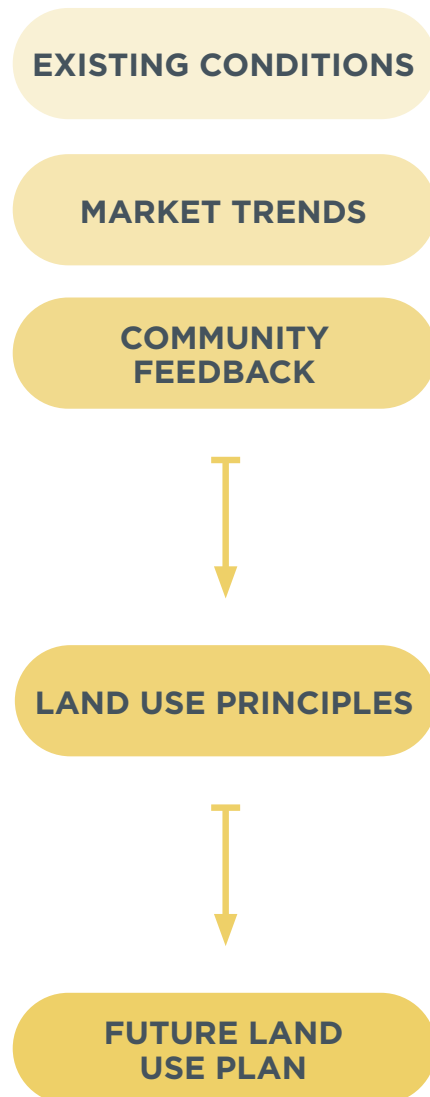 EXISTING CONDITIONS
MARKET TRENDS
COMMUNITY
FEEDBACK
LAND USE PRINCIPLES
FUTURE LAND
USE PLAN